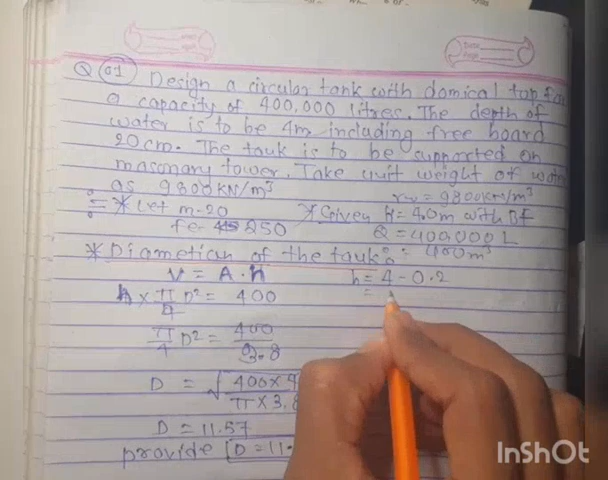 Q 01 Design a circular tank with domical top for
a capacity of 400,000 litres. The depth of
water is to be 4m including free board
20cm. The tank is to be supported on
masonary tower. Take unit weight of water
as 9800KN/m³
rw = 9800KN/m³
* Let m-20
* Given H = 4.0m with BF
fe 250
Q = 400,000 L
* Diameter of the tank:
= 400m³
V = A.h
h = 4 - 0.2
=
h × π/4 D² = 400
π/4 D² = 400/3.8
D = √400×4
π×3.8
D = 11.57
provide D = 11.
InShOt